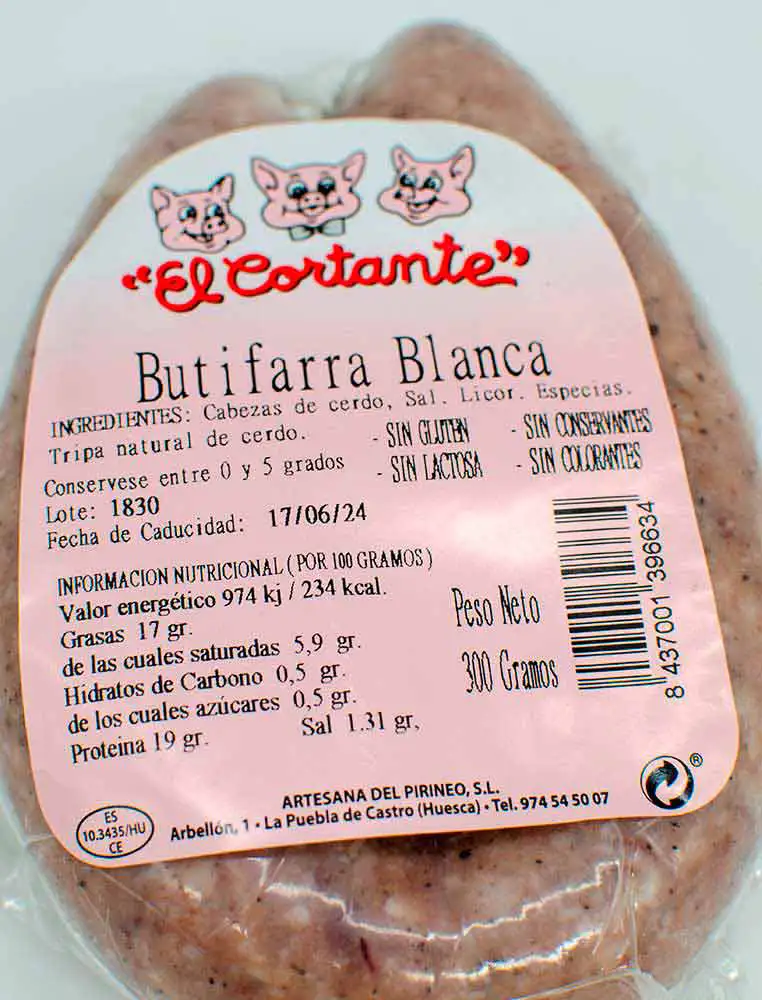 “El Cortante”
Butifarra Blanca
INGREDIENTES: Cabezas de cerdo, Sal. Licor. Especias.
Tripa natural de cerdo.
- SIN GLUTEN - SIN CONSERVANTES
Conservese entre 0 y 5 grados - SIN LACTOSA - SIN COLORANTES
Lote: 1830
Fecha de Caducidad: 17/06/24
INFORMACION NUTRICIONAL (POR 100 GRAMOS)
Valor energético 974 kj / 234 kcal.
Grasas 17 gr.
de las cuales saturadas 5,9 gr.
Hidratos de Carbono 0,5 gr.
de los cuales azúcares 0,5 gr.
Proteina 19 gr. Sal 1.31 gr,
Peso Neto
300 Gramos
8 437001 396634
ES
10.3435/HU
CE
ARTESANA DEL PIRINEO, S.L.
Arbellón, 1 • La Puebla de Castro (Huesca) • Tel. 974 54 50 07
®